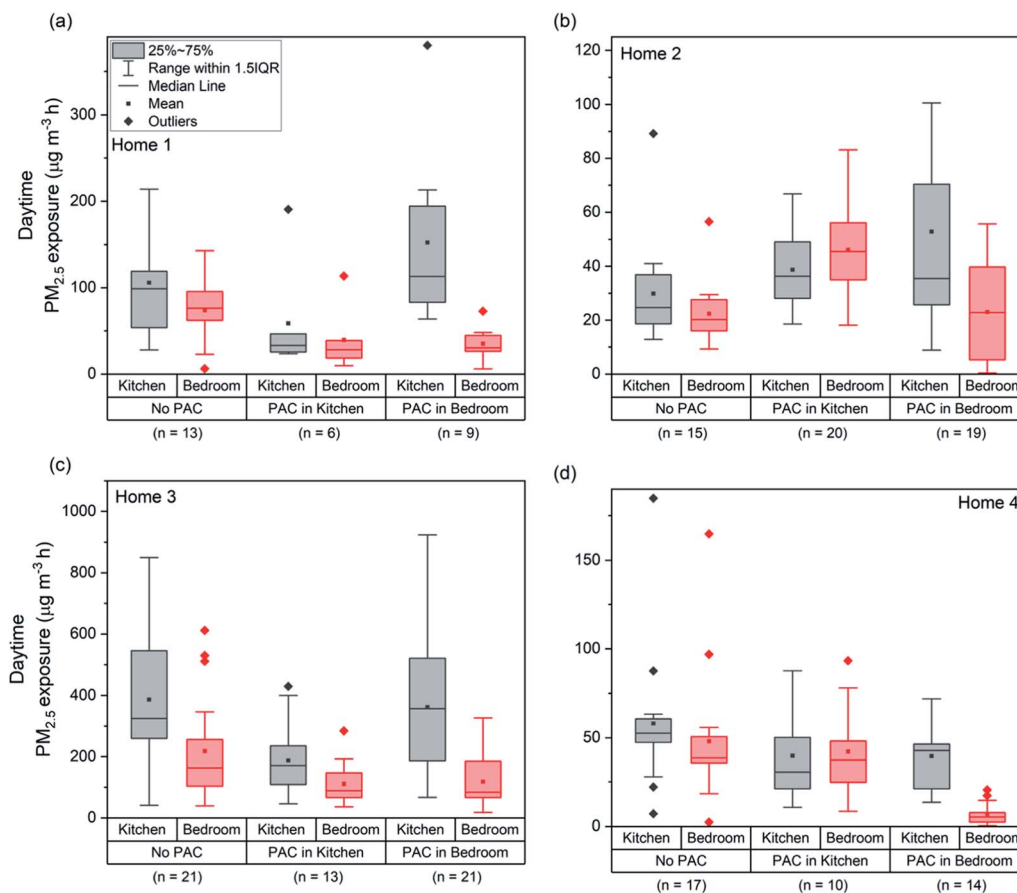 (a)
Daytime
PM2.5 exposure (μg m-3 h)
350
300
250
200
150
100
50
0
25%~75%
Range within 1.5IQR
Median Line
Mean
Outliers
Home 1
Kitchen Bedroom Kitchen Bedroom Kitchen Bedroom
No PAC PAC in Kitchen PAC in Bedroom
(n = 13) (n = 6) (n = 9)
(b)
120
100
80
60
40
20
0
Home 2
Kitchen Bedroom Kitchen Bedroom Kitchen Bedroom
No PAC PAC in Kitchen PAC in Bedroom
(n = 15) (n = 20) (n = 19)
(c)
Daytime
PM2.5 exposure (μg m-3 h)
1000
800
600
400
200
0
Home 3
Kitchen Bedroom Kitchen Bedroom Kitchen Bedroom
No PAC PAC in Kitchen PAC in Bedroom
(n = 21) (n = 13) (n = 21)
(d)
150
100
50
0
Home 4
Kitchen Bedroom Kitchen Bedroom Kitchen Bedroom
No PAC PAC in Kitchen PAC in Bedroom
(n = 17) (n = 10) (n = 14)